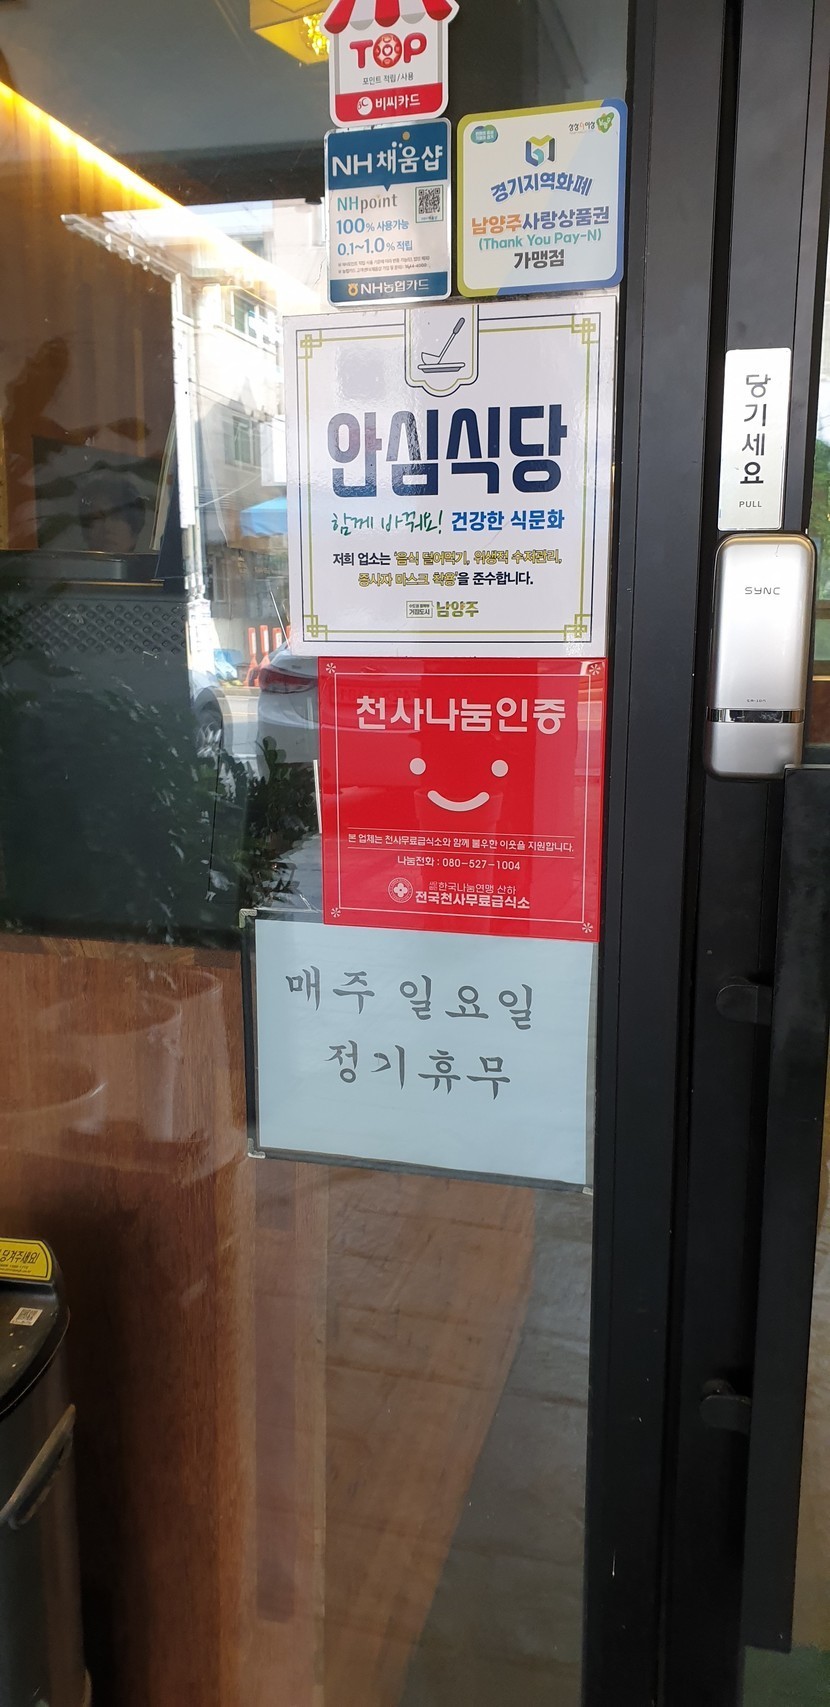 TOP
포인트 적립/사용
비씨카드
NH채움샵
NHpoint
100% 사용가능
0.1~1.0% 적립
NH농협카드
경기지역화폐
남양주사랑상품권
(Thank You Pay-N)
가맹점
안심식당
함께 바꿔요! 건강한 식문화
저희 업소는 '음식 덜어먹기, 위생적 수저관리,
종사자 마스크 착용'을 준수합니다.
남양주
당기세요
PULL
SYNC
천사나눔인증
본 업체는 천사무료급식소와 함께 불우한 이웃을 지원합니다.
나눔전화 : 080-527-1004
한국나눔연맹 산하
전국천사무료급식소
매주 일요일
정기휴무
당겨주세요!